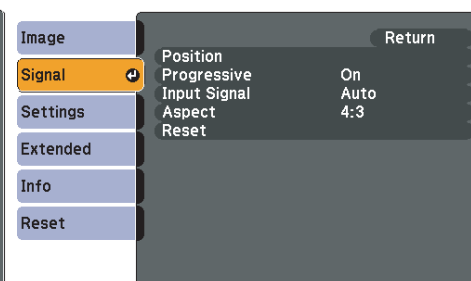 Image
Signal
Settings
Extended
Info
Reset
Return
Position
Progressive On
Input Signal Auto
Aspect 4:3
Reset